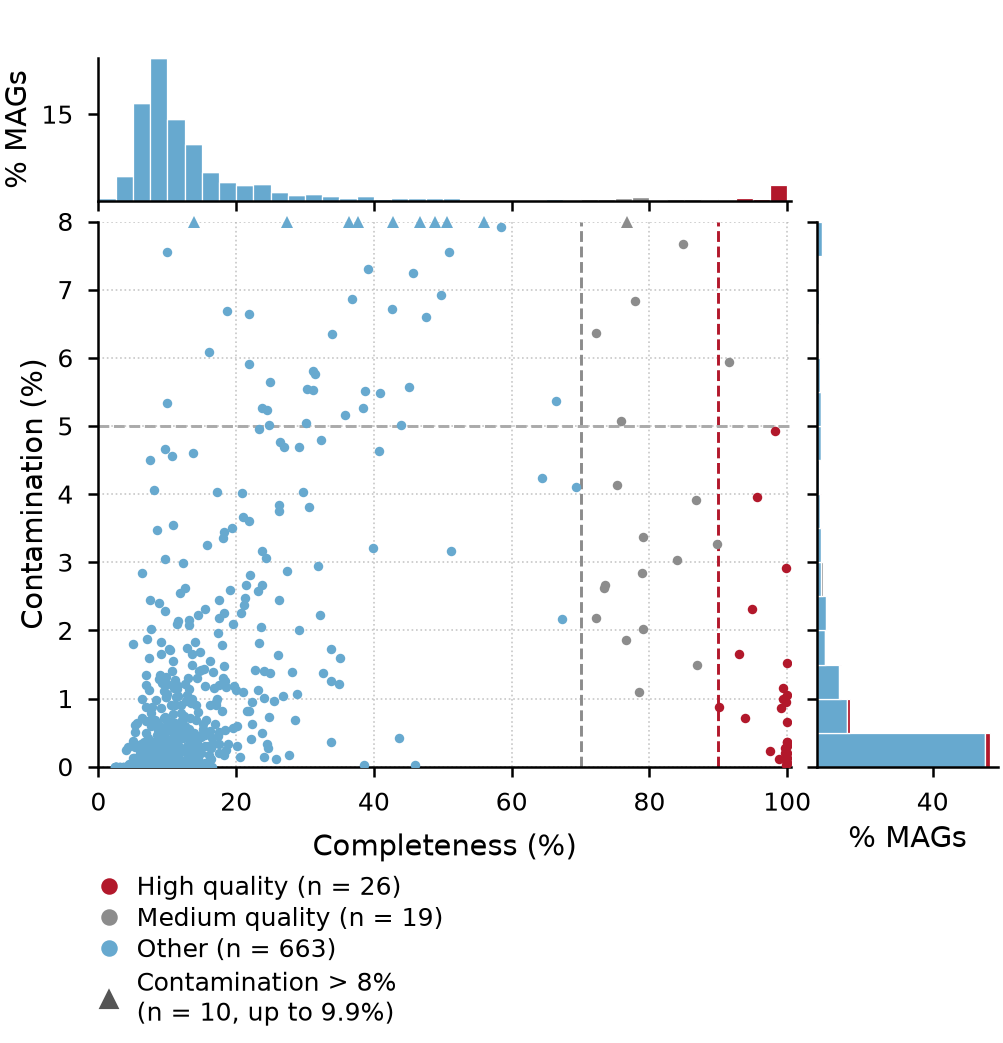 % MAGs
15
8
7
6
5
4
3
2
1
0
Contamination (%)
0
20
40
60
80
100
Completeness (%)
40
% MAGs
High quality (n = 26)
Medium quality (n = 19)
Other (n = 663)
Contamination > 8%
(n = 10, up to 9.9%)